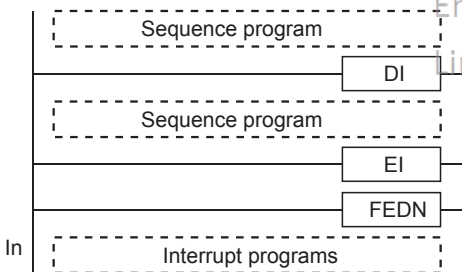 Sequence program
DI
Sequence program
EI
FEDN
In
Interrupt programs